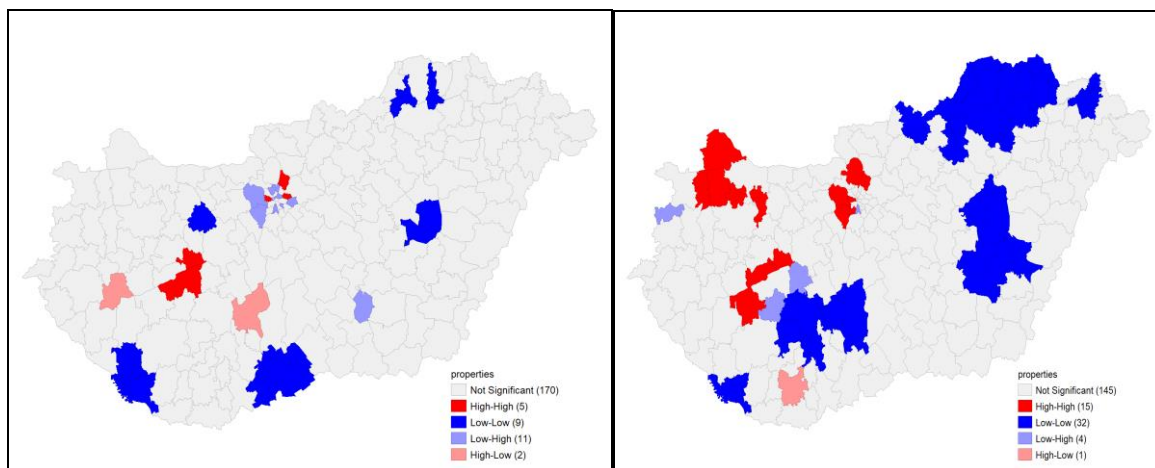 properties
Not Significant (170)
High-High (5)
Low-Low (9)
Low-High (11)
High-Low (2)
properties
Not Significant (145)
High-High (15)
Low-Low (32)
Low-High (4)
High-Low (1)